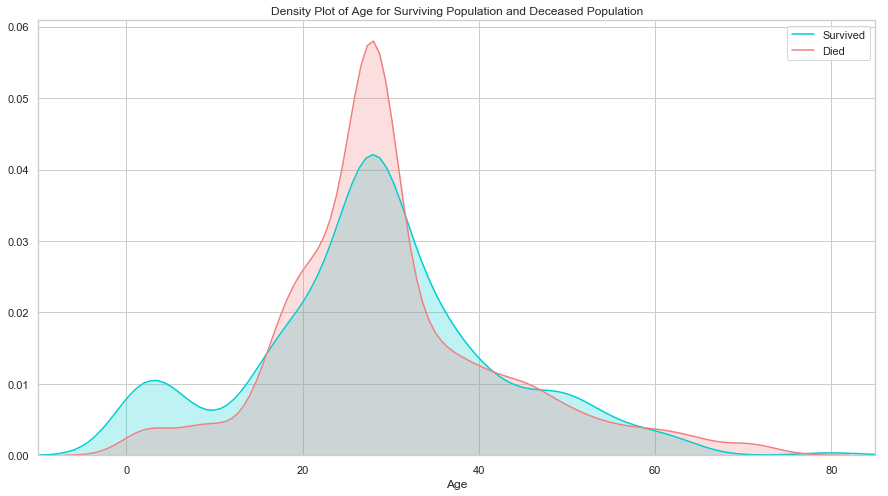 Density Plot of Age for Surviving Population and Deceased Population
0.06
Survived
Died
0.05
0.04
0.03
0.02
0.01
0.00
0 20 40 60 80
Age